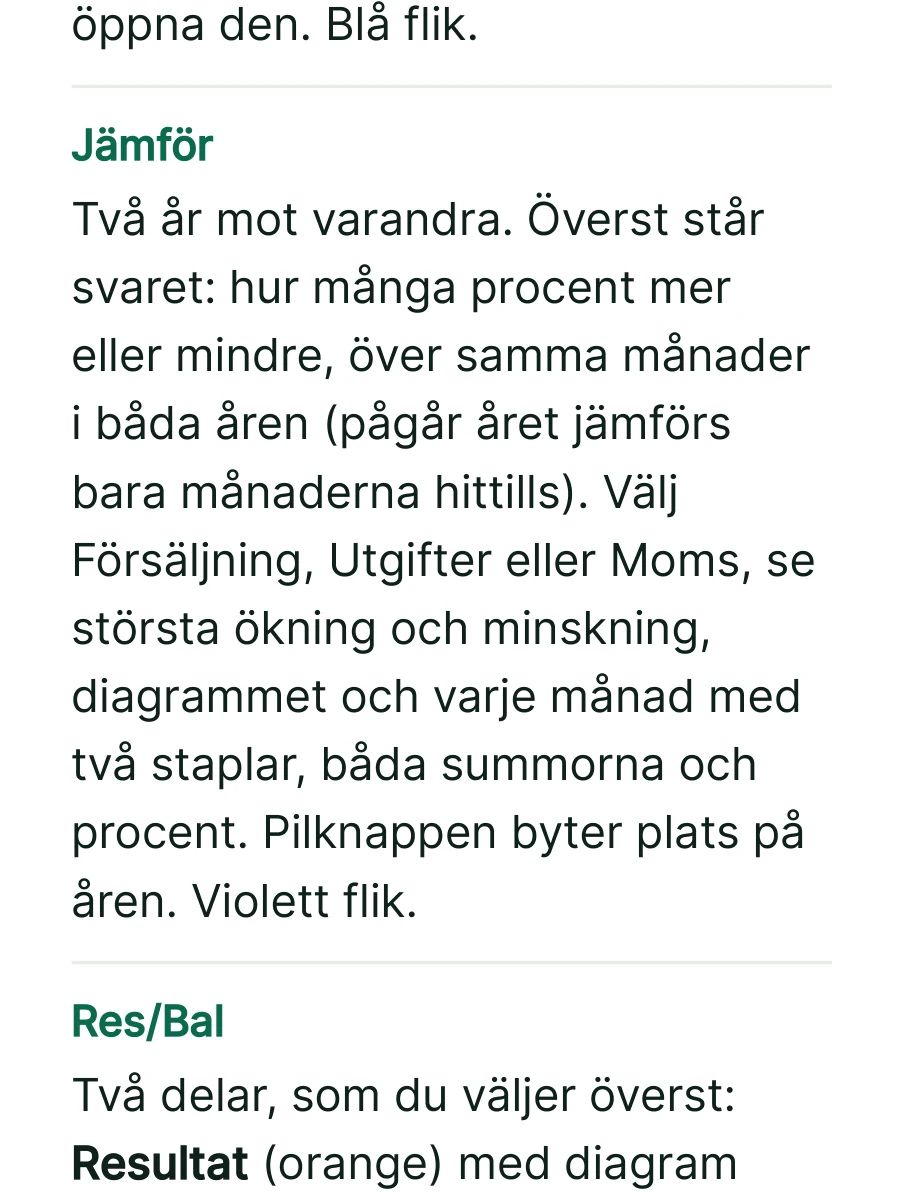 öppna den. Blå flik.
Jämför
Två år mot varandra. Överst står
svaret: hur många procent mer
eller mindre, över samma månader
i båda åren (pågår året jämförs
bara månaderna hittills). Välj
Försäljning, Utgifter eller Moms, se
största ökning och minskning,
diagrammet och varje månad med
två staplar, båda summorna och
procent. Pilknappen byter plats på
åren. Violett flik.
Res/Bal
Två delar, som du väljer överst:
Resultat (orange) med diagram